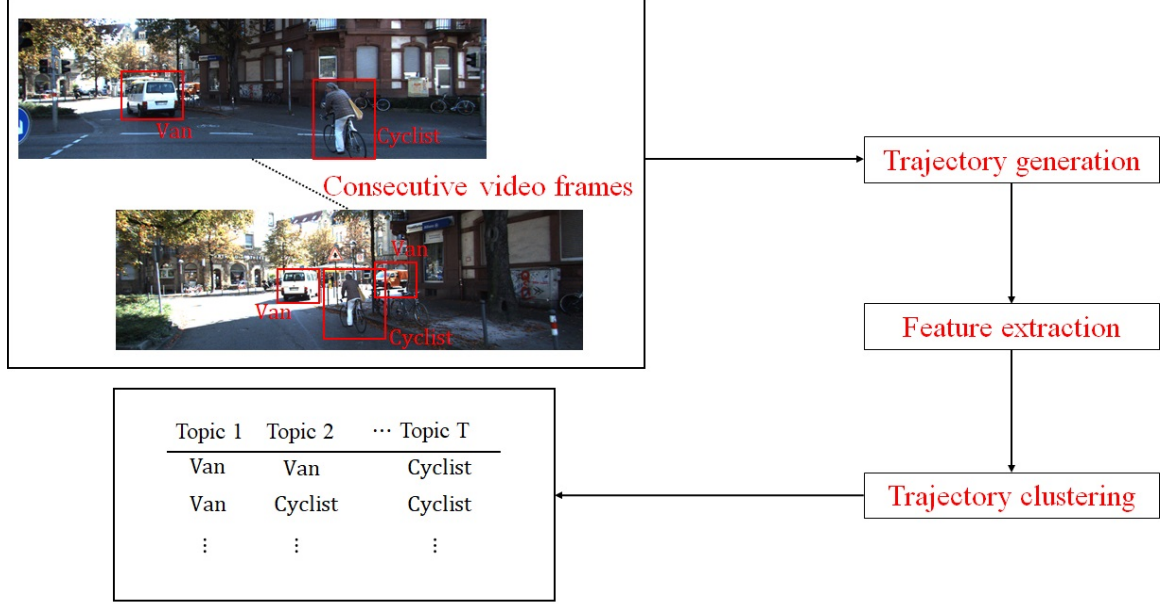 Van
Cyclist
Consecutive video frames
Van
Van
Cyclist
Trajectory generation
Feature extraction
Trajectory clustering
Topic 1 Topic 2 ⋯ Topic T
Van Van Cyclist
Van Cyclist Cyclist
⋮ ⋮ ⋮